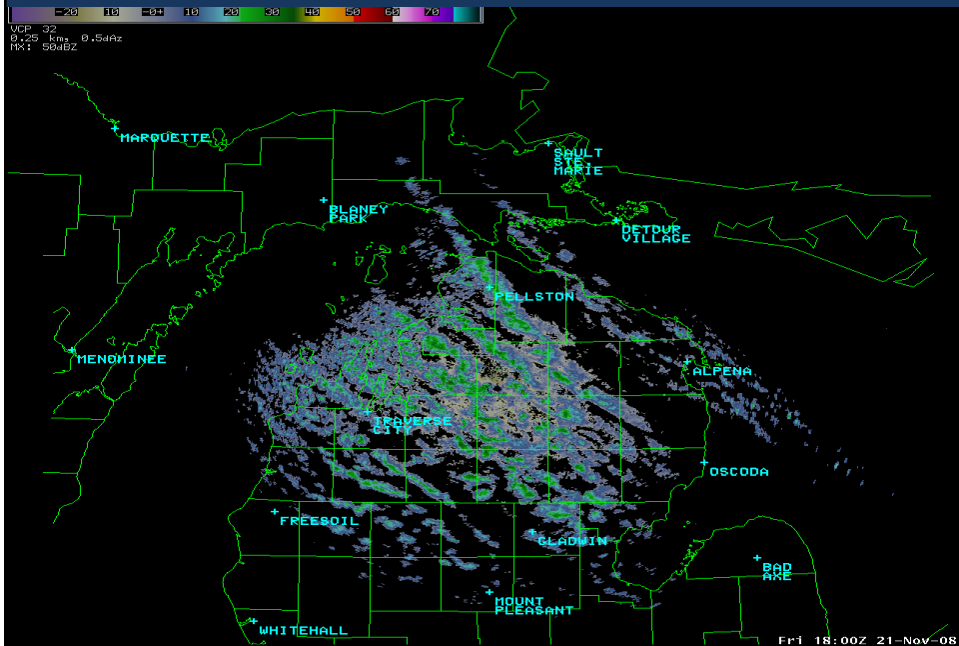 -20 10 -0+ 10 20 30 40 50 60 70
VCP 32
0.25 km, 0.5dAz
MX: 50dBZ
MARQUETTE
SAULT
STE.
MARIE
BLANEY
PARK
DETOUR
VILLAGE
PELLSTON
MENOMINEE
ALPENA
TRAVERSE
CITY
OSCODA
FREESOIL
GLADWIN
BAD
AXE
MOUNT
PLEASANT
WHITEHALL
Fri 18:00Z 21-Nov-08